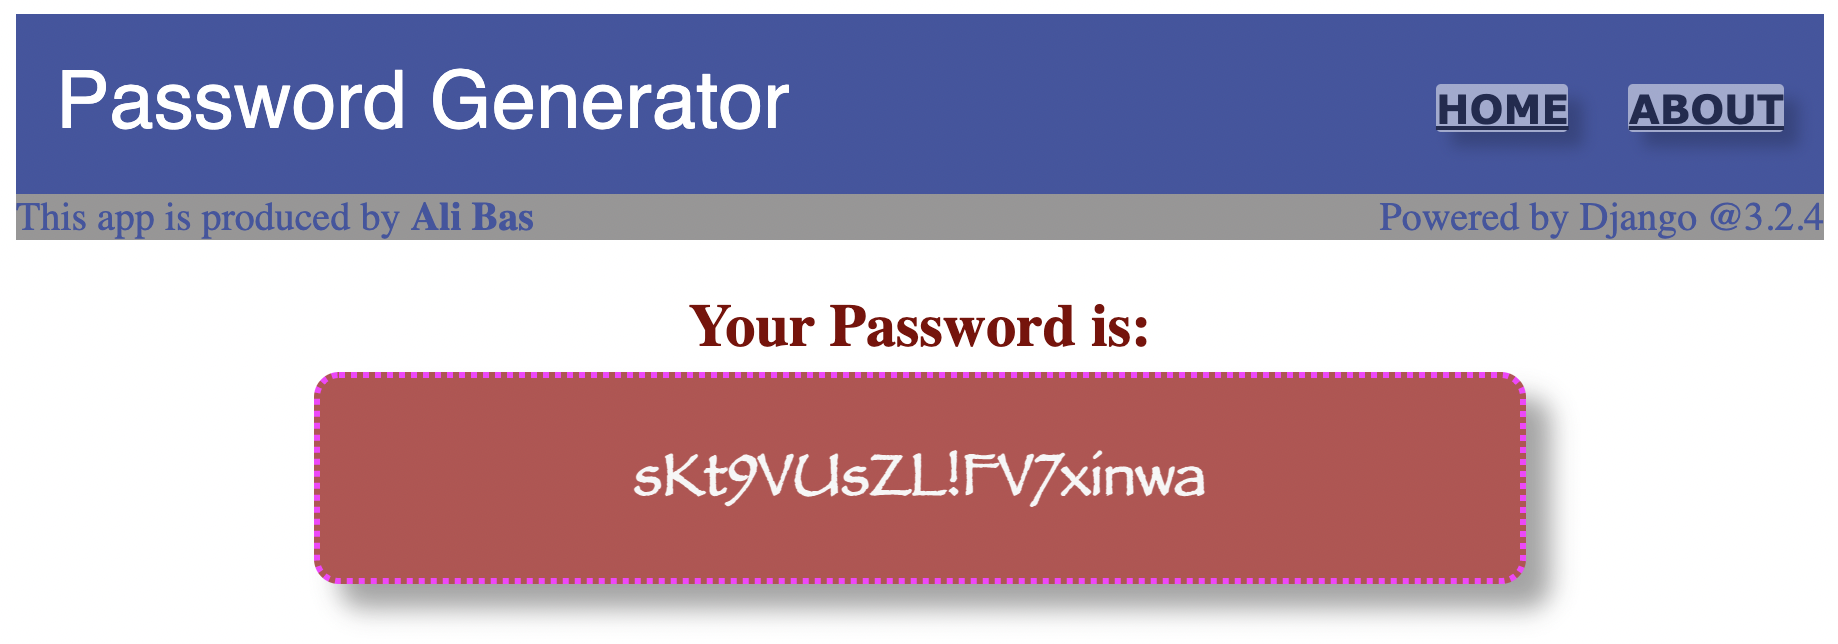 Password Generator
HOME ABOUT
This app is produced by Ali Bas
Powered by Django @3.2.4
Your Password is:
sKt9VUsZL!FV7xinwa